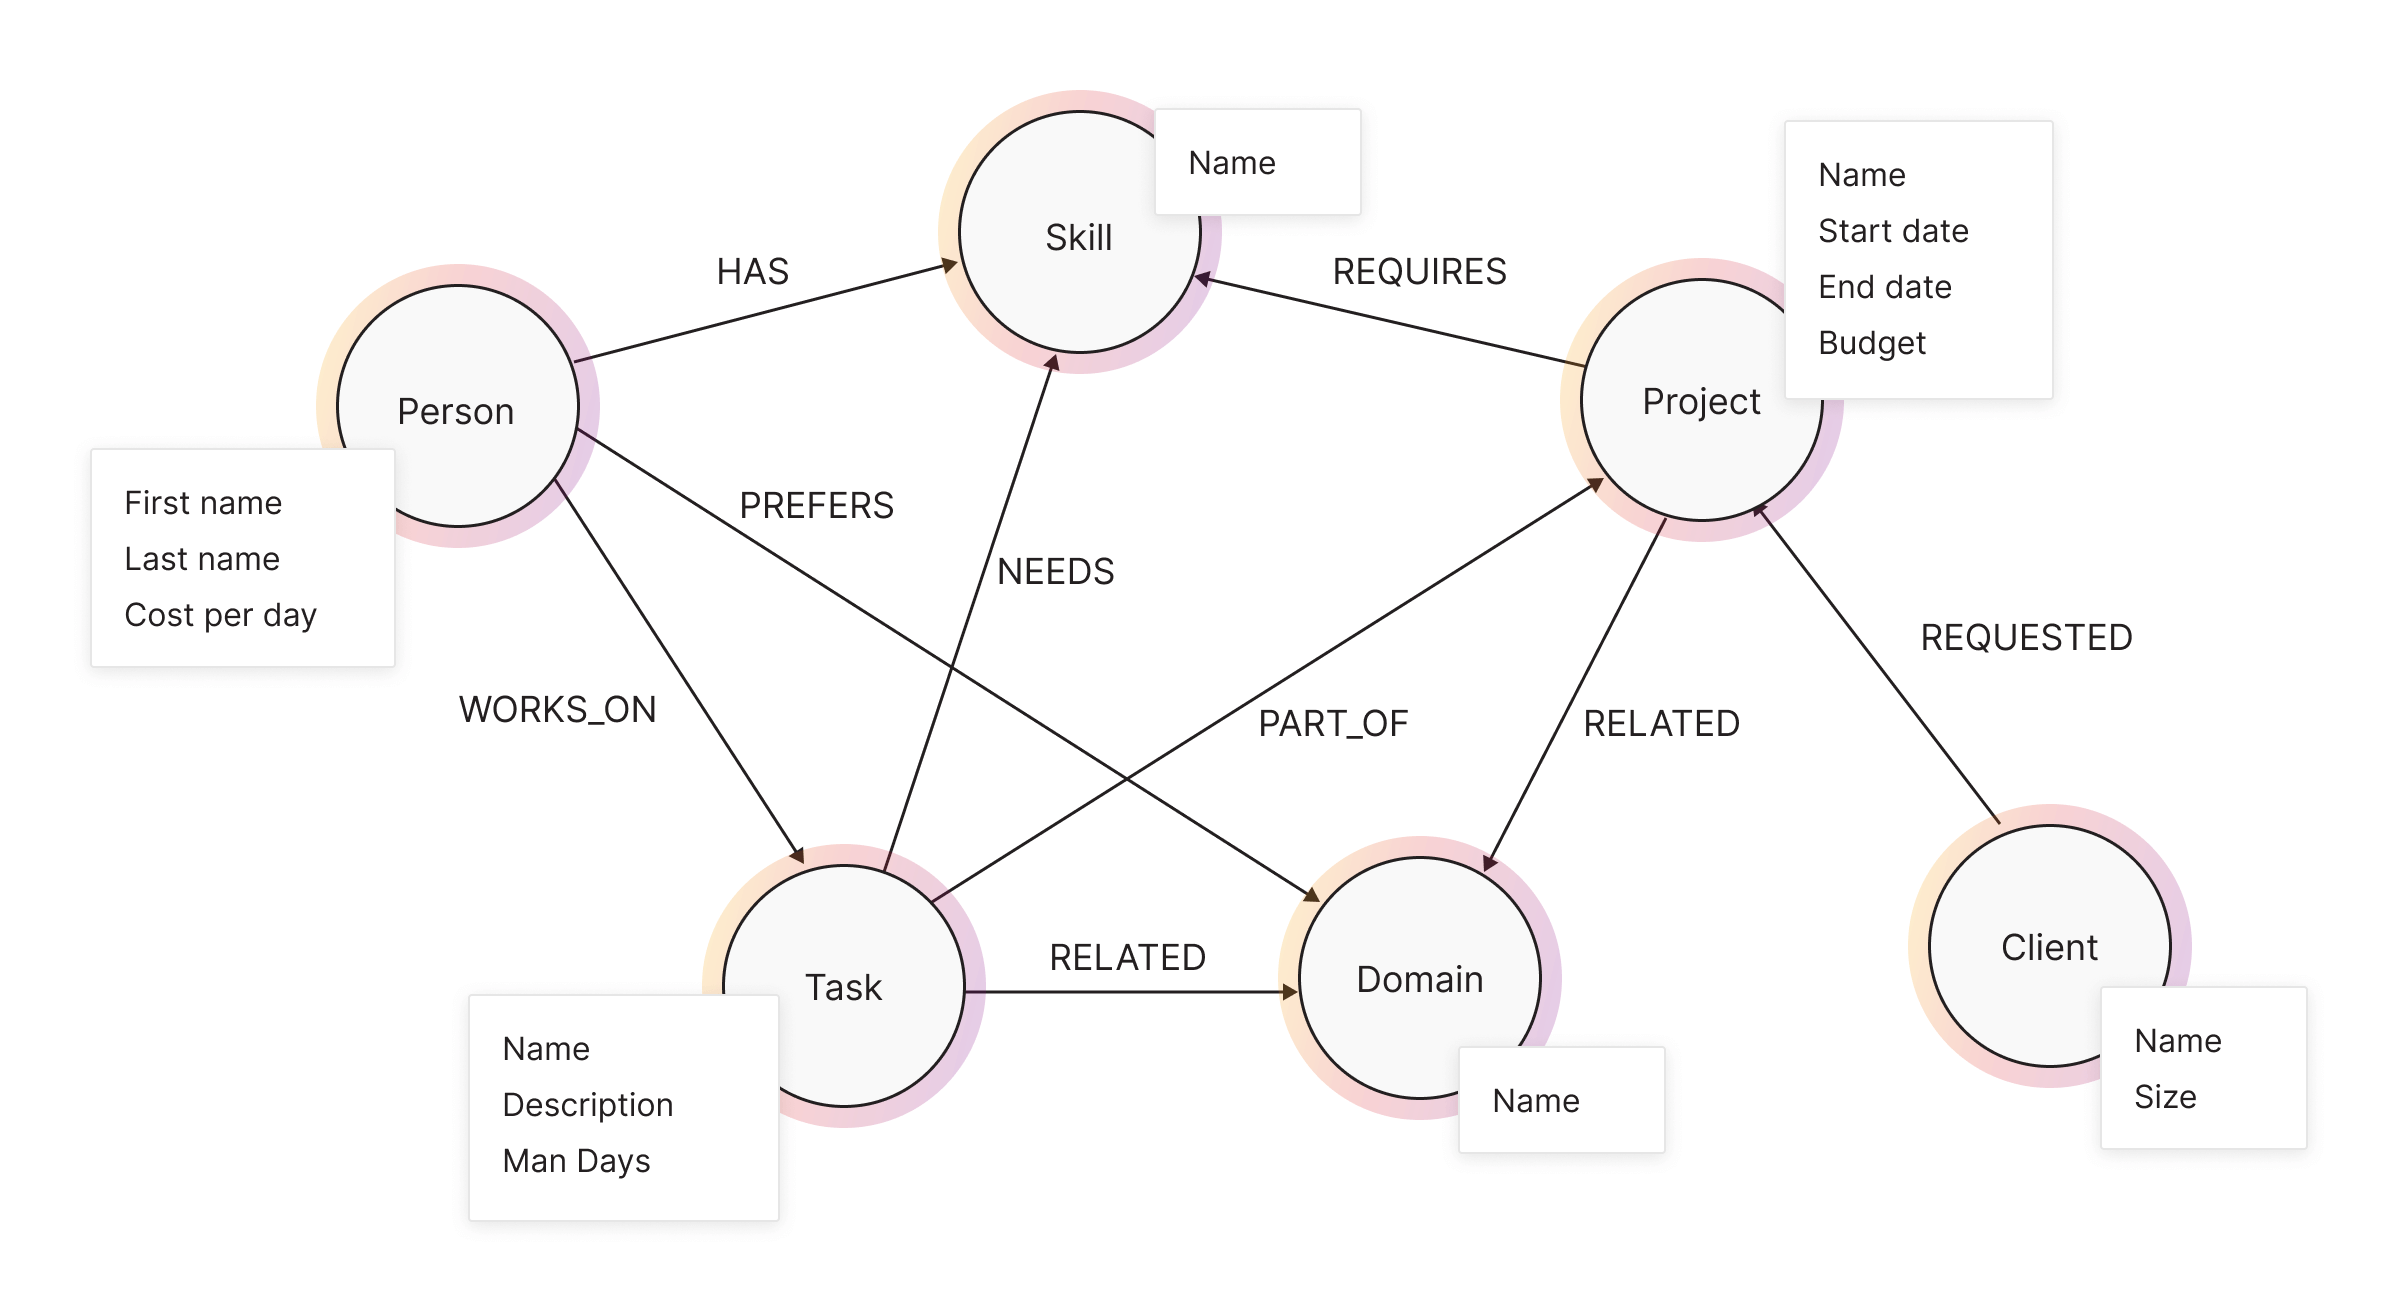 Name
Skill
Name
Start date
End date
Budget
HAS
REQUIRES
Person
Project
First name
Last name
Cost per day
PREFERS
NEEDS
REQUESTED
WORKS_ON
PART_OF
RELATED
RELATED
Task
Domain
Client
Name
Description
Man Days
Name
Name
Size